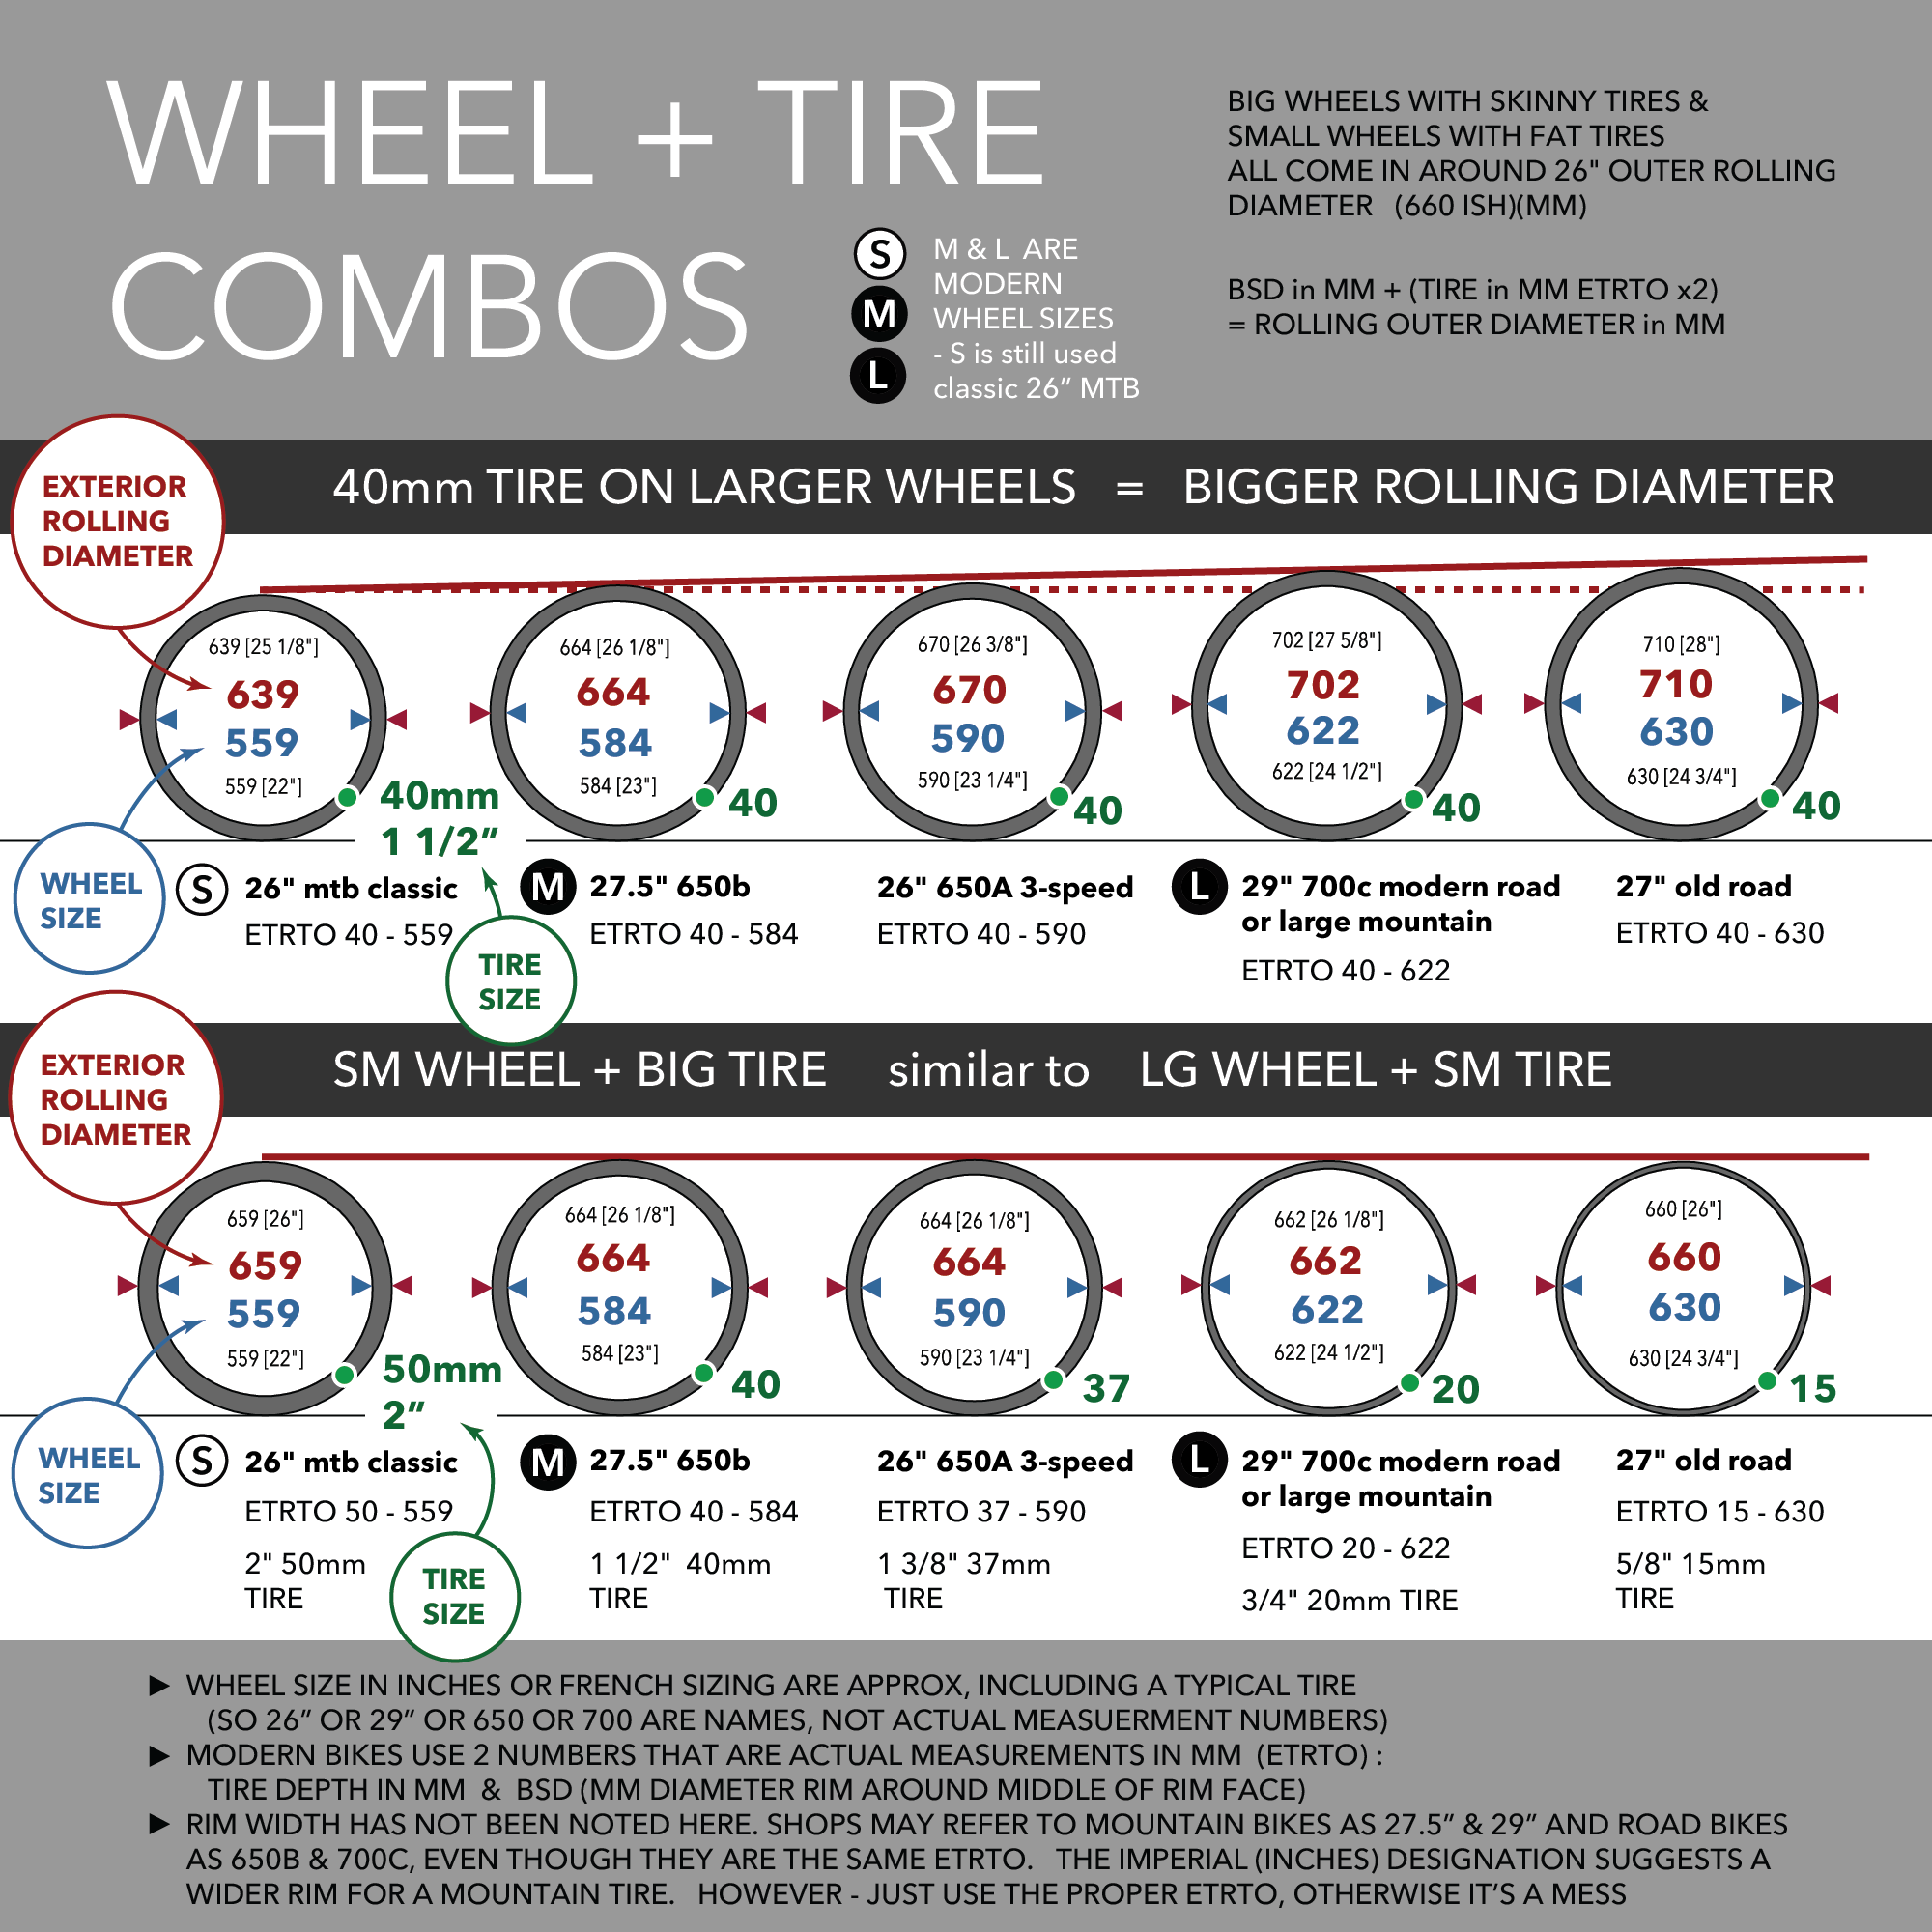 WHEEL + TIRE
COMBOS
BIG WHEELS WITH SKINNY TIRES &
SMALL WHEELS WITH FAT TIRES
ALL COME IN AROUND 26" OUTER ROLLING
DIAMETER (660 ISH)(MM)
BSD in MM + (TIRE in MM ETRTO x2)
= ROLLING OUTER DIAMETER in MM
S
M
L
M & L ARE
MODERN
WHEEL SIZES
- S is still used
classic 26” MTB
EXTERIOR
ROLLING
DIAMETER
40mm TIRE ON LARGER WHEELS = BIGGER ROLLING DIAMETER
639 [25 1/8"]
639
559
559 [22"]
40mm
1 1/2”
664 [26 1/8"]
664
584
584 [23"]
40
670 [26 3/8"]
670
590
590 [23 1/4"]
40
702 [27 5/8"]
702
622
622 [24 1/2"]
40
710 [28"]
710
630
630 [24 3/4"]
40
WHEEL
SIZE
S
26" mtb classic
ETRTO 40 - 559
TIRE
SIZE
M
27.5" 650b
ETRTO 40 - 584
26" 650A 3-speed
ETRTO 40 - 590
L
29" 700c modern road
or large mountain
ETRTO 40 - 622
27" old road
ETRTO 40 - 630
EXTERIOR
ROLLING
DIAMETER
SM WHEEL + BIG TIRE similar to LG WHEEL + SM TIRE
659 [26"]
659
559
559 [22"]
50mm
2”
664 [26 1/8"]
664
584
584 [23"]
40
664 [26 1/8"]
664
590
590 [23 1/4"]
37
662 [26 1/8"]
662
622
622 [24 1/2"]
20
660 [26"]
660
630
630 [24 3/4"]
15
WHEEL
SIZE
S
26" mtb classic
ETRTO 50 - 559
2" 50mm
TIRE
TIRE
SIZE
M
27.5" 650b
ETRTO 40 - 584
1 1/2" 40mm
TIRE
26" 650A 3-speed
ETRTO 37 - 590
1 3/8" 37mm
TIRE
L
29" 700c modern road
or large mountain
ETRTO 20 - 622
3/4" 20mm TIRE
27" old road
ETRTO 15 - 630
5/8" 15mm
TIRE
▶ WHEEL SIZE IN INCHES OR FRENCH SIZING ARE APPROX, INCLUDING A TYPICAL TIRE
(SO 26” OR 29” OR 650 OR 700 ARE NAMES, NOT ACTUAL MEASUERMENT NUMBERS)
▶ MODERN BIKES USE 2 NUMBERS THAT ARE ACTUAL MEASUREMENTS IN MM (ETRTO) :
TIRE DEPTH IN MM & BSD (MM DIAMETER RIM AROUND MIDDLE OF RIM FACE)
▶ RIM WIDTH HAS NOT BEEN NOTED HERE. SHOPS MAY REFER TO MOUNTAIN BIKES AS 27.5” & 29” AND ROAD BIKES
AS 650B & 700C, EVEN THOUGH THEY ARE THE SAME ETRTO. THE IMPERIAL (INCHES) DESIGNATION SUGGESTS A
WIDER RIM FOR A MOUNTAIN TIRE. HOWEVER - JUST USE THE PROPER ETRTO, OTHERWISE IT’S A MESS